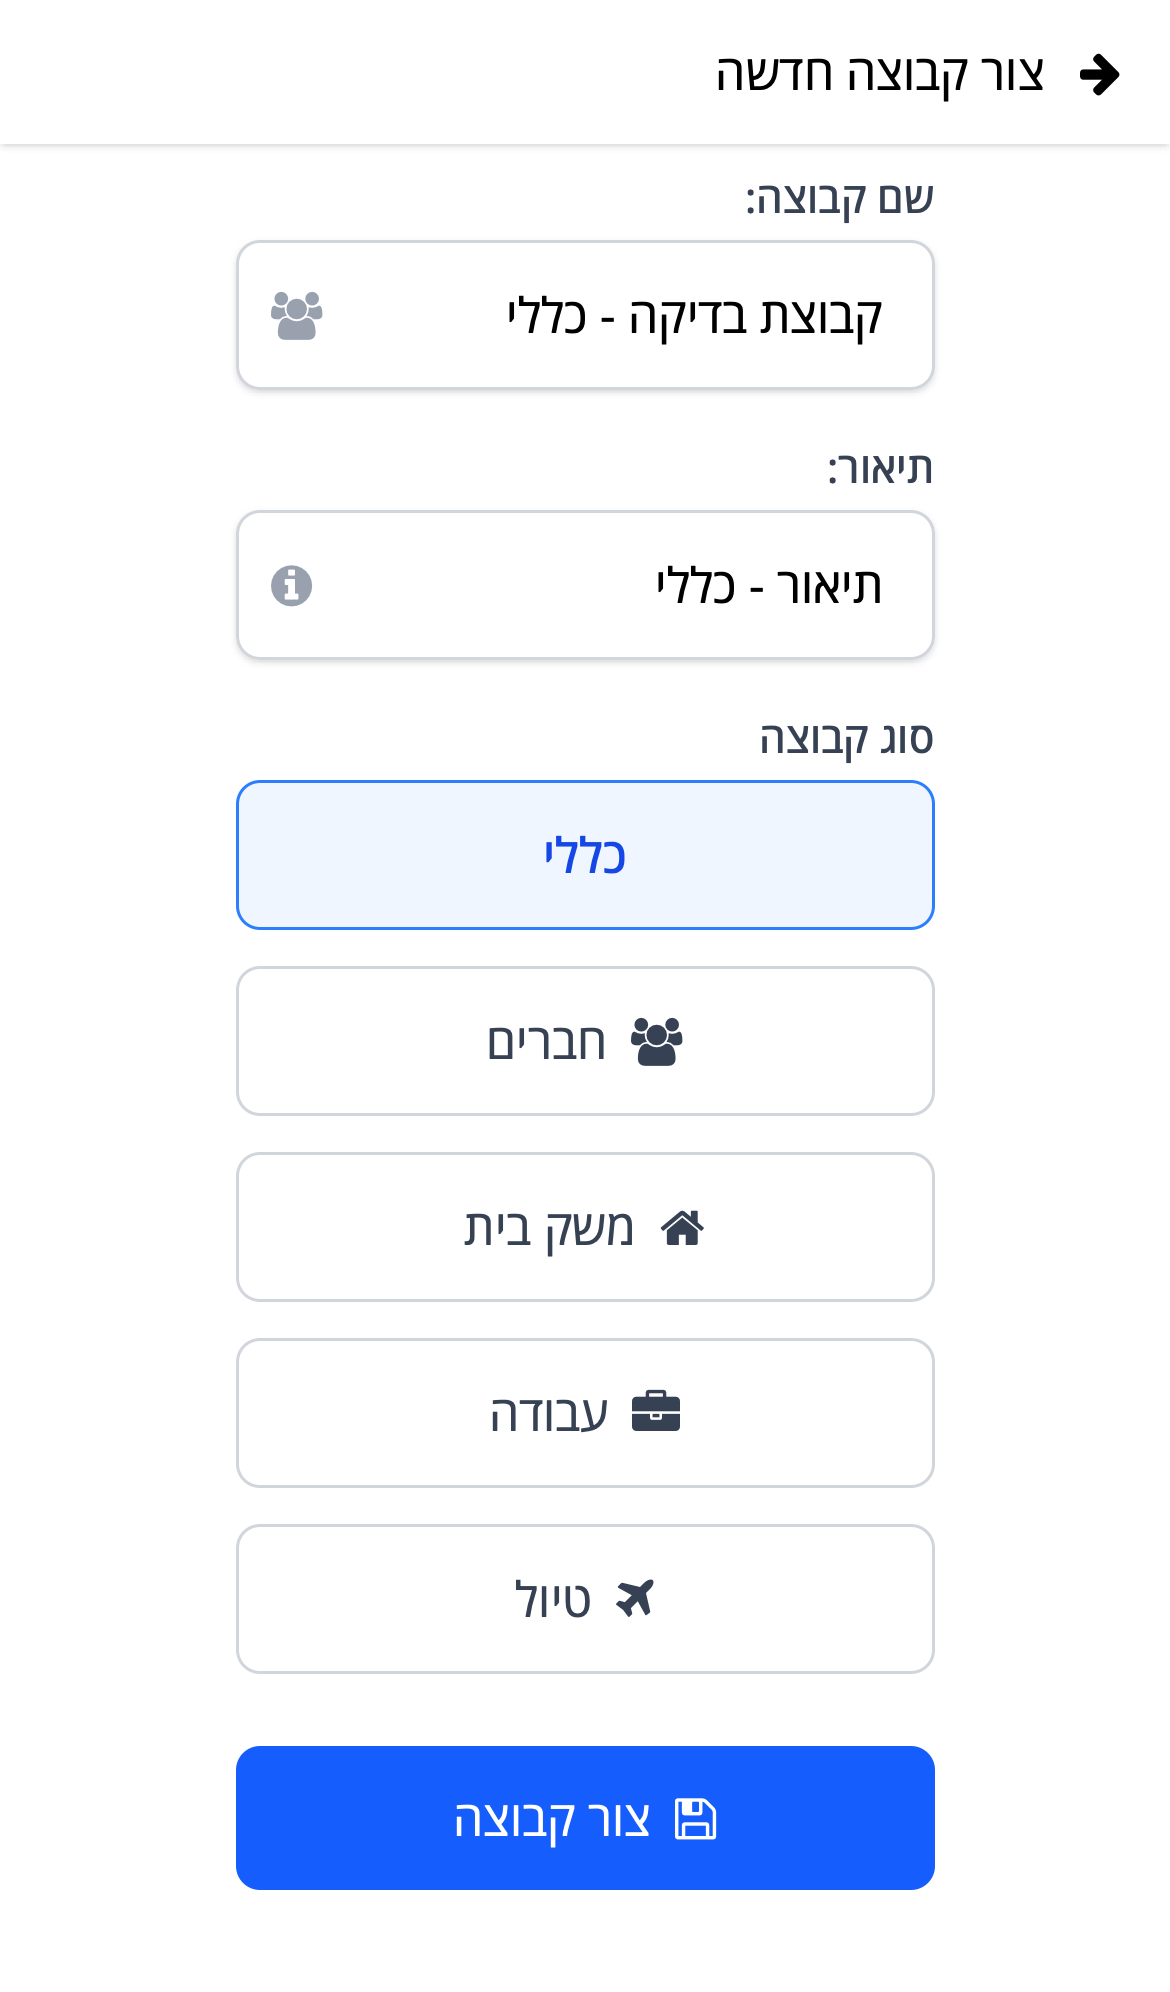 צור קבוצה חדשה
שם קבוצה:
קבוצת בדיקה - כללי
תיאור:
תיאור - כללי
סוג קבוצה
כללי
חברים
משק בית
עבודה
טיול
צור קבוצה